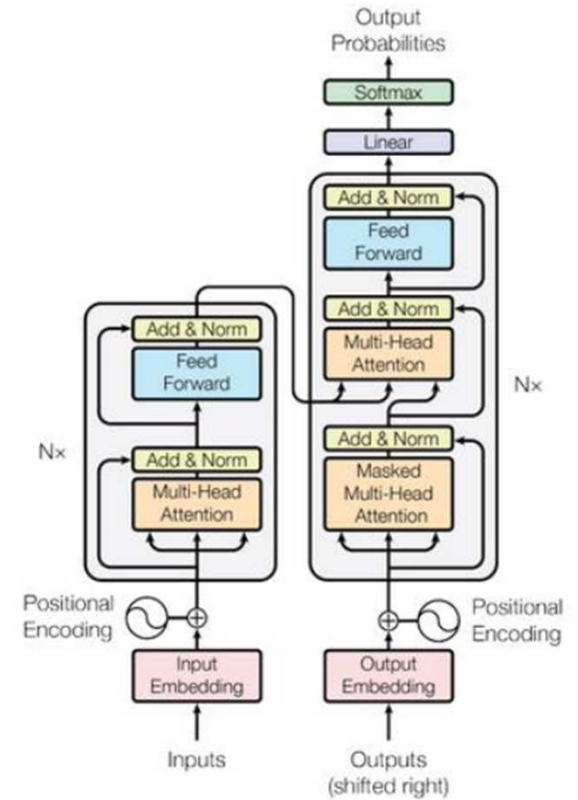 Output
Probabilities
Softmax
Linear
Add & Norm
Feed
Forward
Add & Norm
Multi-Head
Attention
Add & Norm
Masked
Multi-Head
Attention
N×
Add & Norm
Feed
Forward
Add & Norm
Multi-Head
Attention
N×
Positional
Encoding
Positional
Encoding
Input
Embedding
Output
Embedding
Inputs
Outputs
(shifted right)